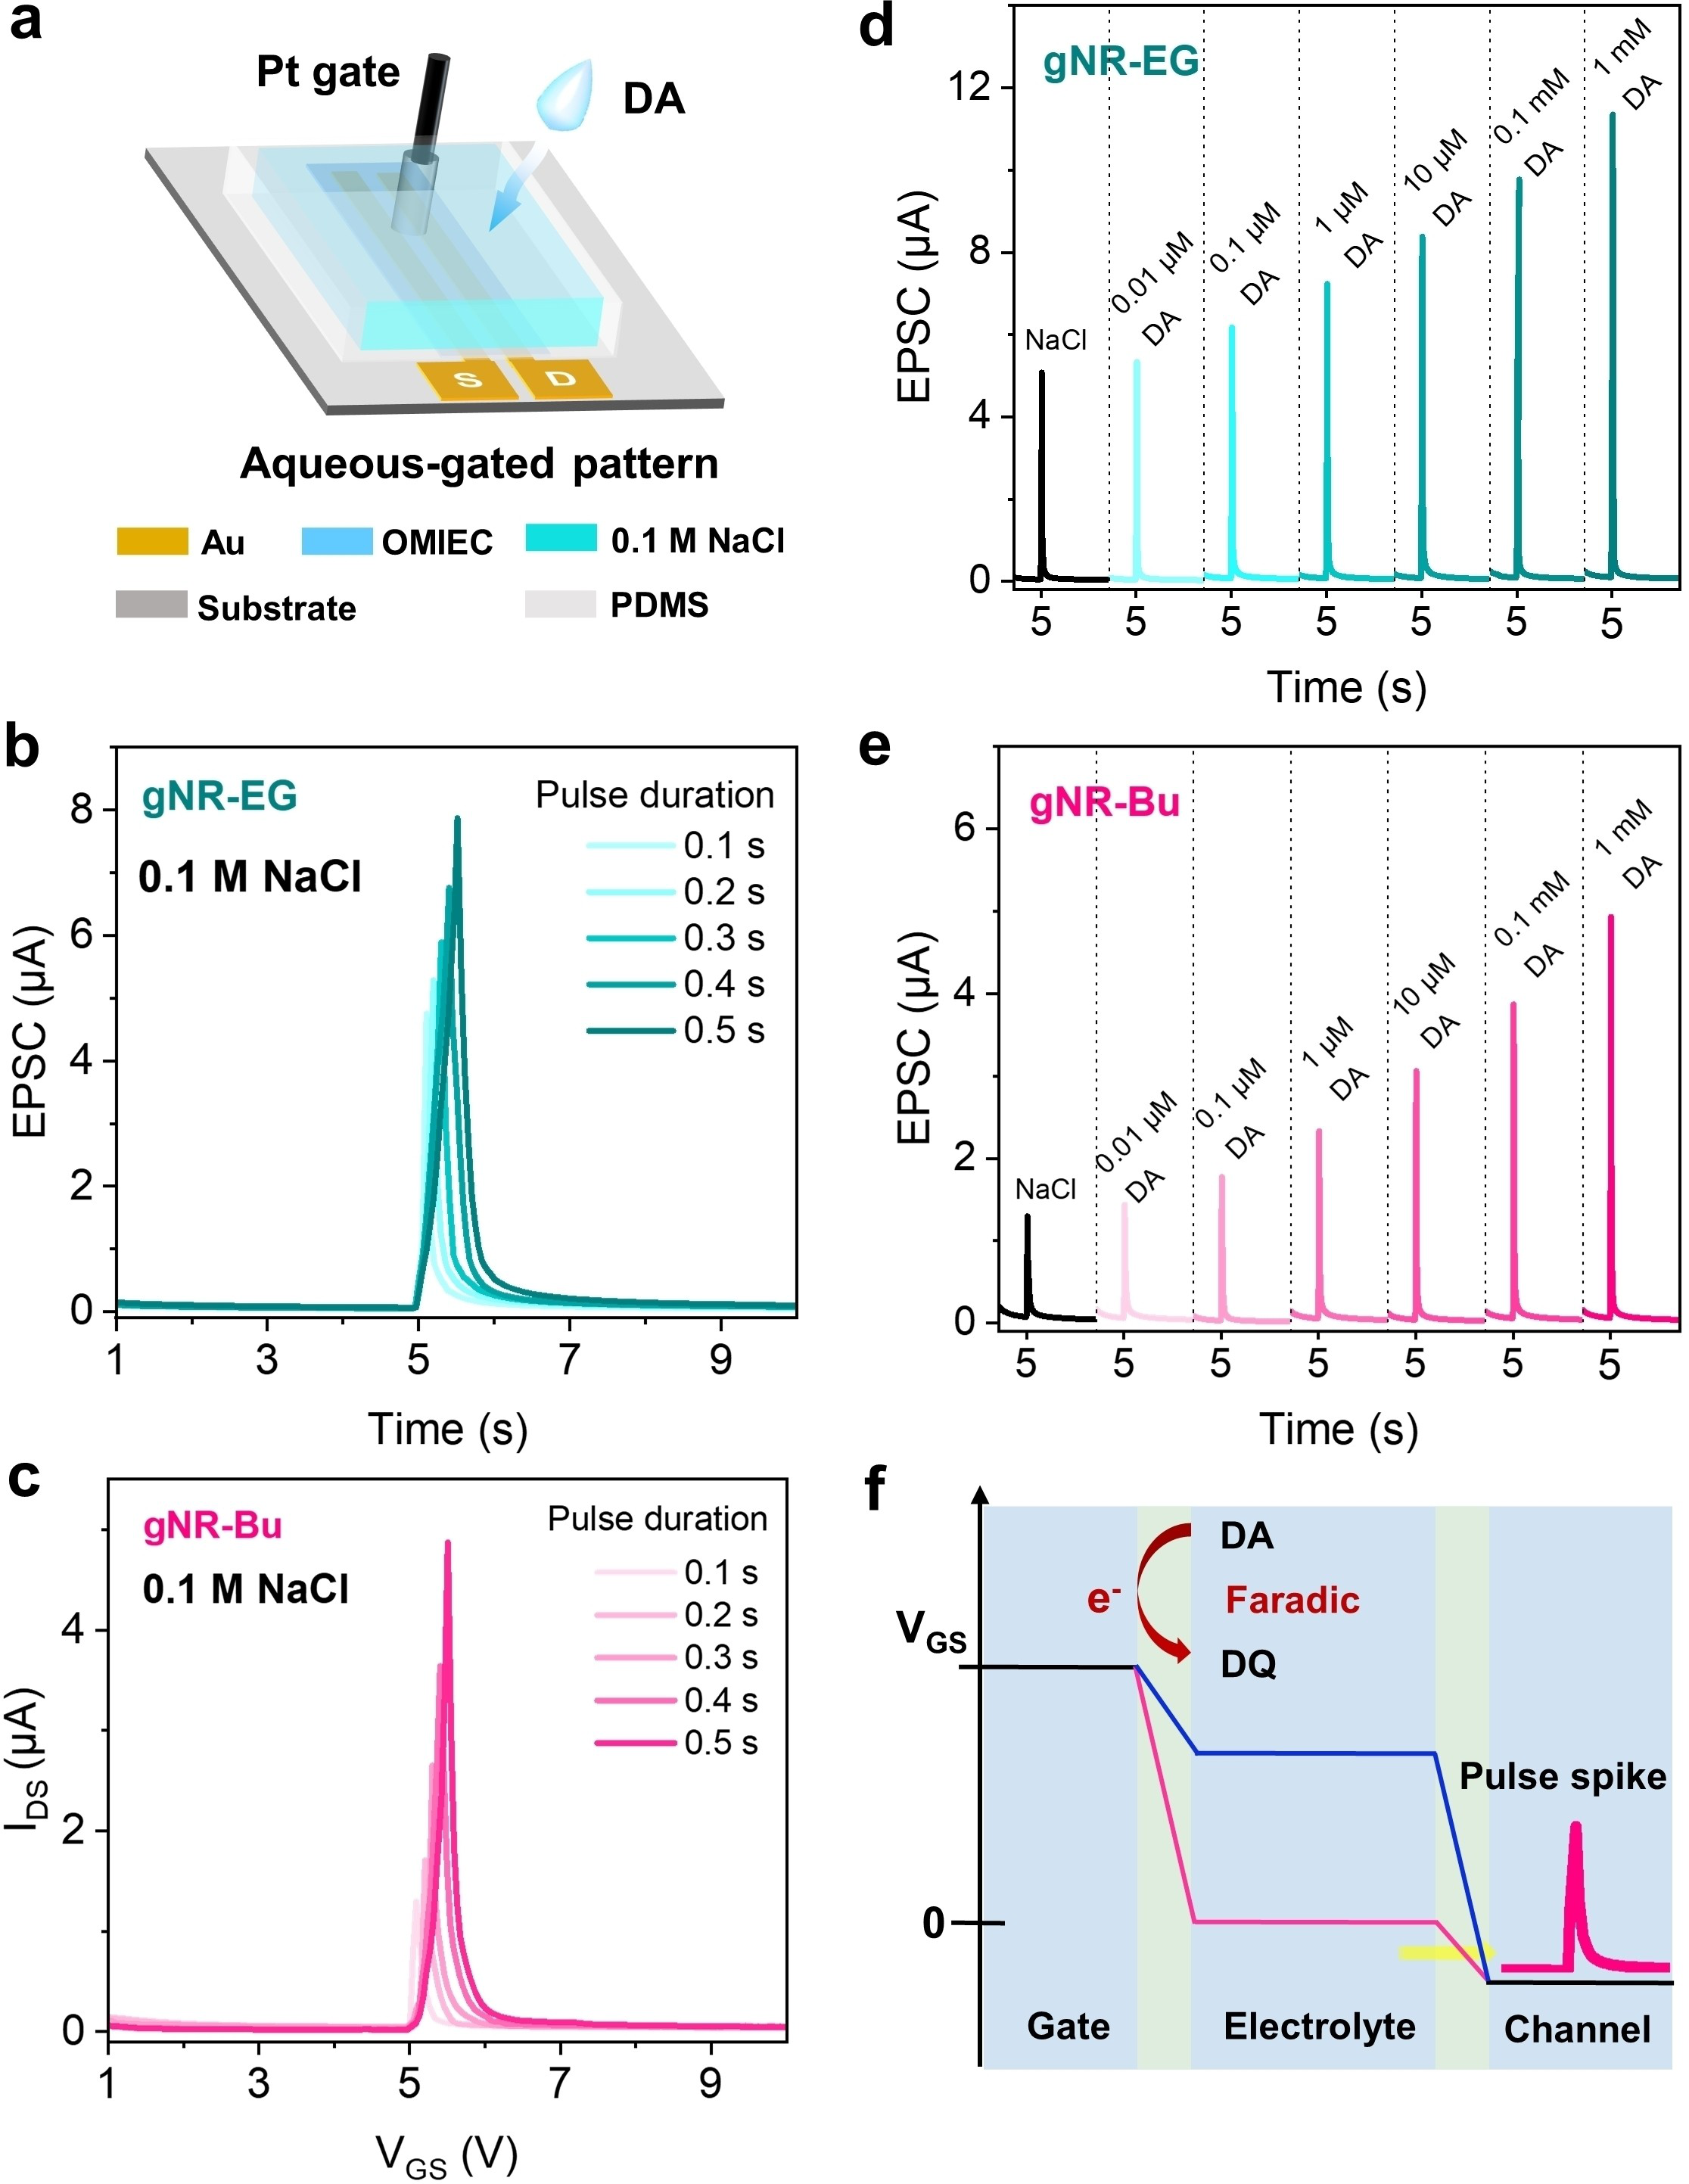 a
Pt gate
DA
S
D
Aqueous-gated pattern
Au
OMIEC
0.1 M NaCl
Substrate
PDMS
b
gNR-EG
0.1 M NaCl
Pulse duration
0.1 s
0.2 s
0.3 s
0.4 s
0.5 s
EPSC (µA)
8
6
4
2
0
1 3 5 7 9
Time (s)
c
gNR-Bu
0.1 M NaCl
Pulse duration
0.1 s
0.2 s
0.3 s
0.4 s
0.5 s
I_DS (µA)
4
2
0
1 3 5 7 9
V_GS (V)
d
gNR-EG
EPSC (µA)
12
8
4
0
NaCl
0.01 µM
DA
0.1 µM
DA
1 µM
DA
10 µM
DA
0.1 mM
DA
1 mM
DA
5 5 5 5 5 5 5
Time (s)
e
gNR-Bu
EPSC (µA)
6
4
2
0
NaCl
0.01 µM
DA
0.1 µM
DA
1 µM
DA
10 µM
DA
0.1 mM
DA
1 mM
DA
5 5 5 5 5 5 5
Time (s)
f
V_GS
0
DA
e⁻
Faradic
DQ
Pulse spike
Gate
Electrolyte
Channel